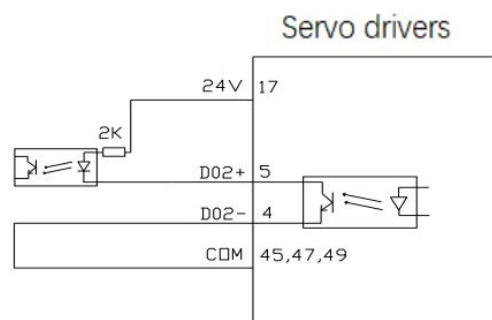 Servo drivers
24V 17
2K
DO2+ 5
DO2- 4
COM 45,47,49